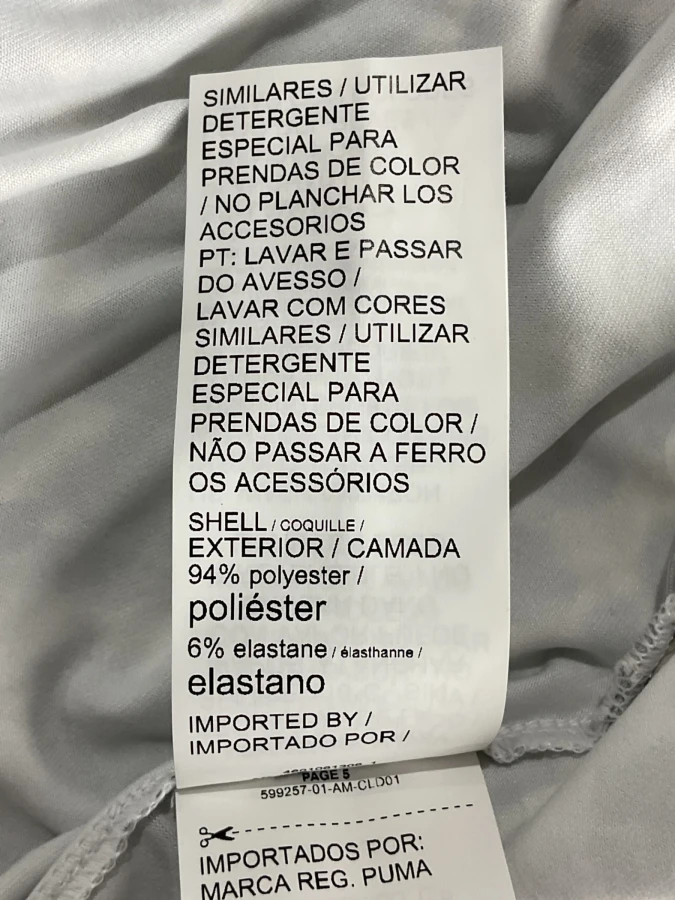 SIMILARES / UTILIZAR
DETERGENTE
ESPECIAL PARA
PRENDAS DE COLOR
/ NO PLANCHAR LOS
ACCESORIOS
PT: LAVAR E PASSAR
DO AVESSO /
LAVAR COM CORES
SIMILARES / UTILIZAR
DETERGENTE
ESPECIAL PARA
PRENDAS DE COLOR /
NÃO PASSAR A FERRO
OS ACESSÓRIOS
SHELL / COQUILLE /
EXTERIOR / CAMADA
94% polyester /
poliéster
6% elastane / élasthanne /
elastano
IMPORTED BY /
IMPORTADO POR /
PAGE 5
599257-01-AM-CLD01
IMPORTADOS POR:
MARCA REG. PUMA